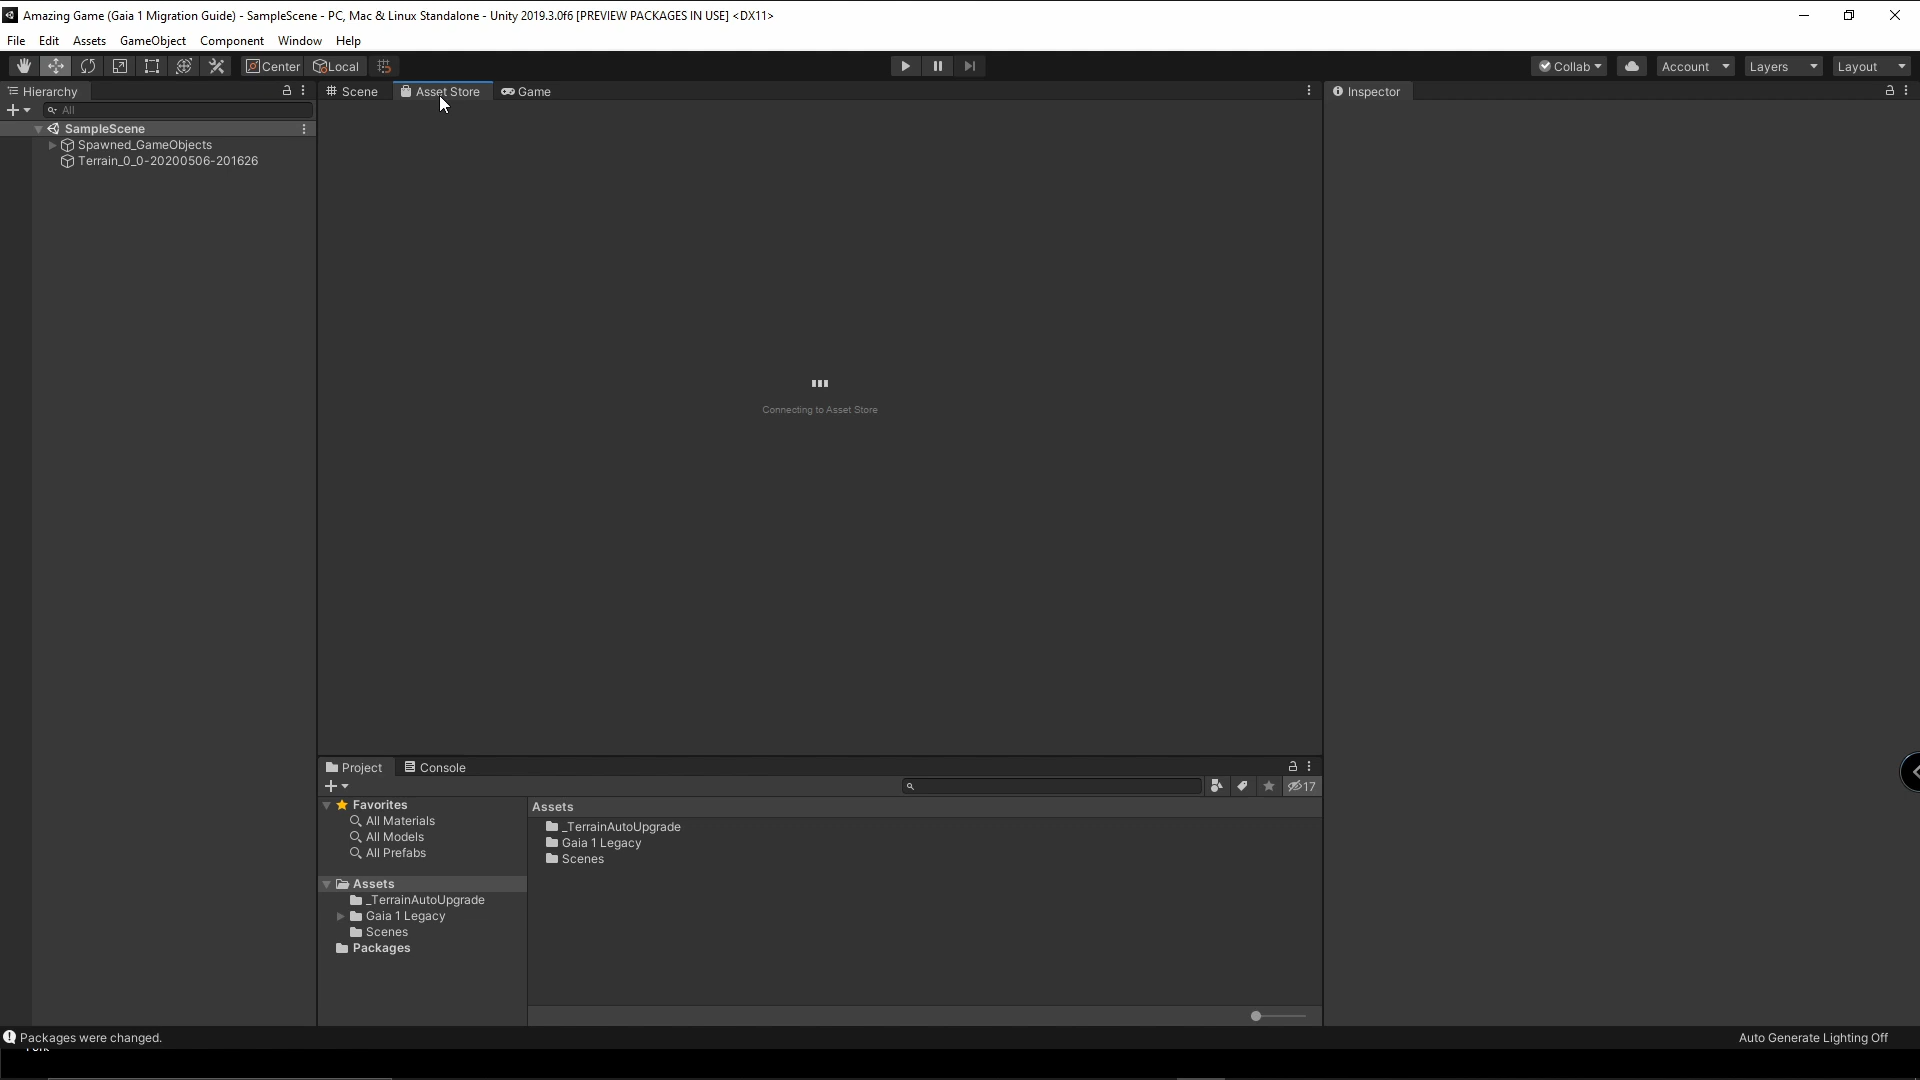 Amazing Game (Gaia 1 Migration Guide) - SampleScene - PC, Mac & Linux Standalone - Unity 2019.3.0f6 [PREVIEW PACKAGES IN USE] <DX11>
File Edit Assets GameObject Component Window Help
Center Local Collab Account Layers Layout
Hierarchy Scene Asset Store Game Inspector
All
SampleScene
Spawned_GameObjects
Terrain_0_0-20200506-201626
Connecting to Asset Store
Project Console
17
Favorites
All Materials
All Models
All Prefabs
Assets
_TerrainAutoUpgrade
Gaia 1 Legacy
Scenes
Packages
Assets
_TerrainAutoUpgrade
Gaia 1 Legacy
Scenes
Packages were changed.
Auto Generate Lighting Off